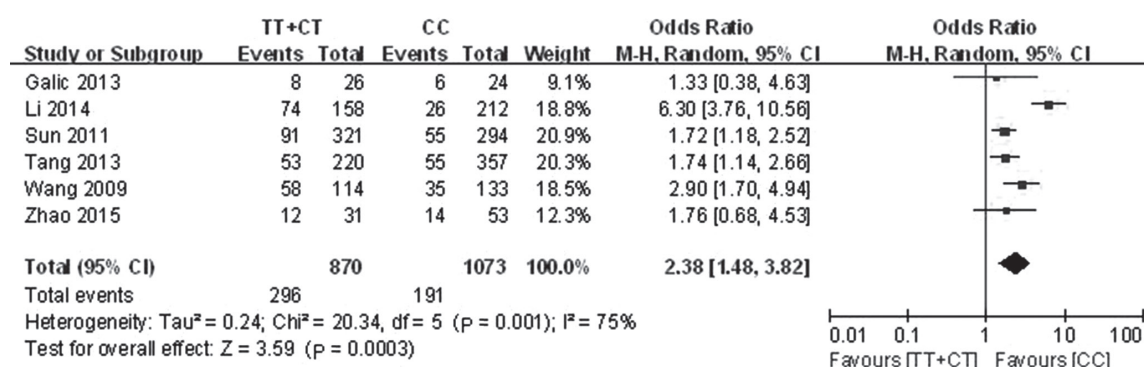 TT+CT CC Odds Ratio Odds Ratio
Study or Subgroup Events Total Events Total Weight M-H, Random, 95% CI M-H, Random, 95% CI
Galic 2013 8 26 6 24 9.1% 1.33 [0.38, 4.63]
Li 2014 74 158 26 212 18.8% 6.30 [3.76, 10.56]
Sun 2011 91 321 55 294 20.9% 1.72 [1.18, 2.52]
Tang 2013 53 220 55 357 20.3% 1.74 [1.14, 2.66]
Wang 2009 58 114 35 133 18.5% 2.90 [1.70, 4.94]
Zhao 2015 12 31 14 53 12.3% 1.76 [0.68, 4.53]
Total (95% CI) 870 1073 100.0% 2.38 [1.48, 3.82]
Total events 296 191
Heterogeneity: Tau² = 0.24; Chi² = 20.34, df = 5 (p = 0.001); I² = 75%
Test for overall effect: Z = 3.59 (p = 0.0003)
0.01 0.1 1 10 100
Favours [TT+CT] Favours [CC]